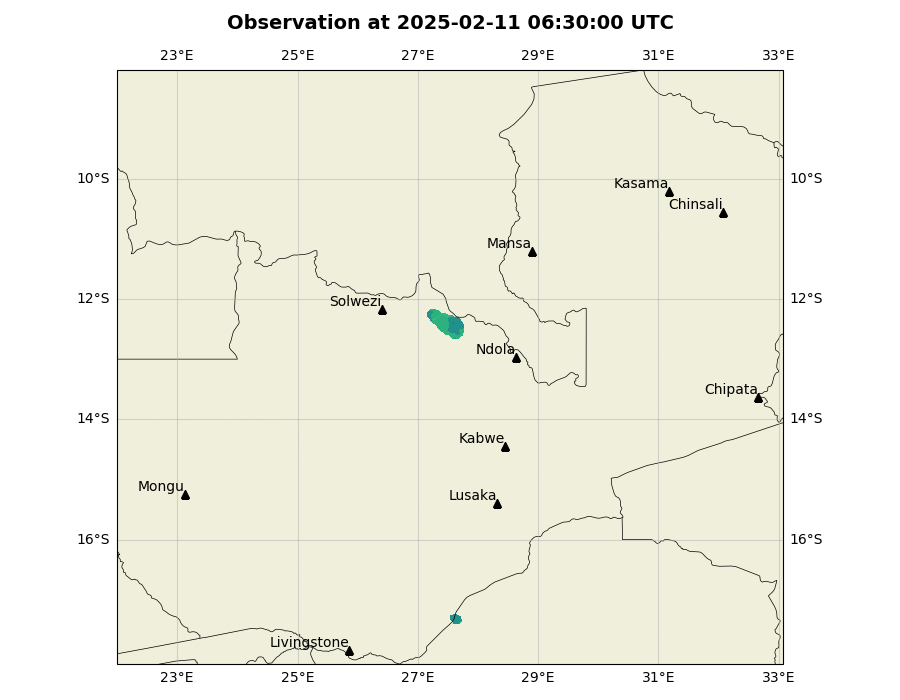 Observation at 2025-02-11 06:30:00 UTC
23°E 25°E 27°E 29°E 31°E 33°E
10°S 10°S
Kasama
Chinsali
Mansa
12°S 12°S
Solwezi
Ndola
Chipata
14°S 14°S
Kabwe
Mongu
Lusaka
16°S 16°S
Livingstone
23°E 25°E 27°E 29°E 31°E 33°E